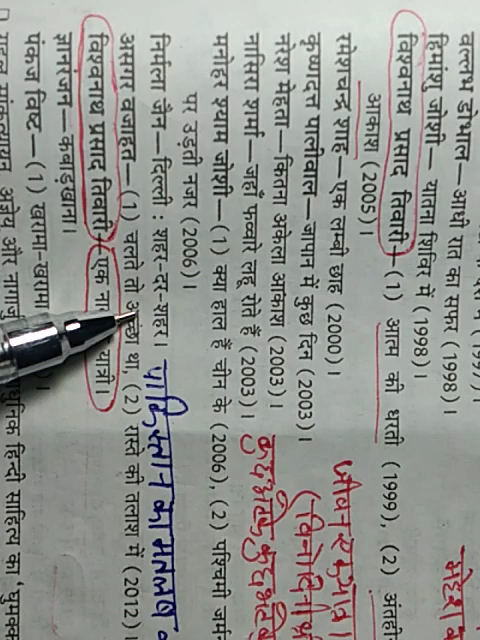 वल्लभ डोभाल—आधी रात का सफर (1998)।
हिमांशु जोशी—यातना शिविर में (1998)।
विश्वनाथ प्रसाद तिवारी—(1) आत्म की धरती (1999), (2) अंतहीन
आकाश (2005)।
रमेशचन्द्र शाह—एक लम्बी छाँह (2000)।
कृष्णदत्त पालीवाल—जापान में कुछ दिन (2003)।
नरेश मेहता—कितना अकेला आकाश (2003)।
नासिरा शर्मा—जहाँ फव्वारे लहू रोते हैं (2003)।
मनोहर श्याम जोशी—(1) क्या हाल हैं चीन के (2006), (2) पश्चिमी जर्मनी
पर उड़ती नजर (2006)।
निर्मला जैन—दिल्ली : शहर-दर-शहर।
असगर वजाहत—(1) चलते तो अच्छा था, (2) रास्ते की तलाश में (2012)।
विश्वनाथ प्रसाद तिवारी—एक ना यात्री।
ज्ञानरंजन—कबाड़खाना।
पंकज बिष्ट—(1) खरामा-खरामा
पाकिस्तान का मतलब